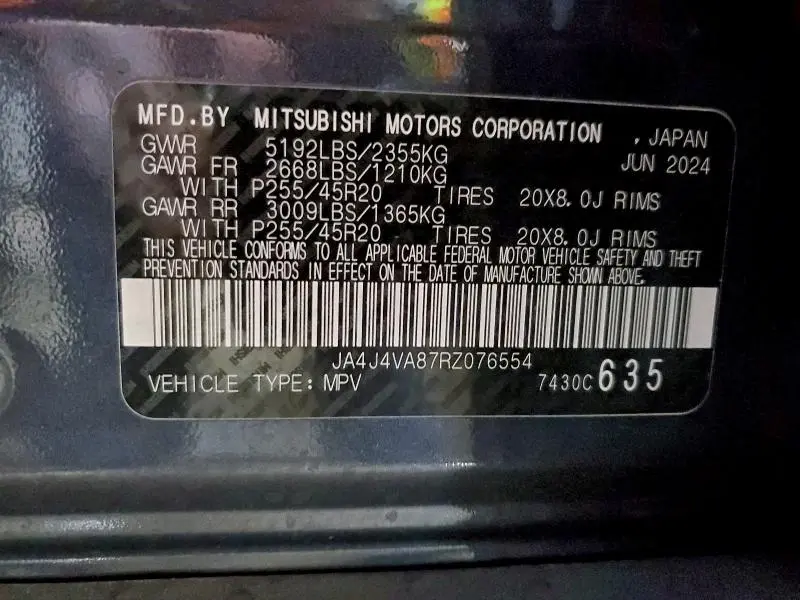 MFD.BY MITSUBISHI MOTORS CORPORATION , JAPAN
GVWR 5192LBS/2355KG JUN 2024
GAWR FR 2668LBS/1210KG
WITH P255/45R20 TIRES 20X8.0J RIMS
GAWR RR 3009LBS/1365KG
WITH P255/45R20 TIRES 20X8.0J RIMS
THIS VEHICLE CONFORMS TO ALL APPLICABLE FEDERAL MOTOR VEHICLE SAFETY AND THEFT
PREVENTION STANDARDS IN EFFECT ON THE DATE OF MANUFACTURE SHOWN ABOVE.
JA4J4VA87RZ076554
VEHICLE TYPE: MPV 7430C 635